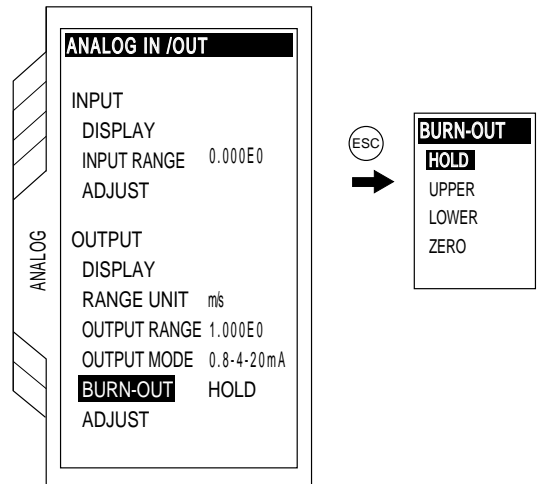 ANALOG IN /OUT
INPUT
DISPLAY
INPUT RANGE 0.000E0
ADJUST
OUTPUT
DISPLAY
RANGE UNIT m/s
OUTPUT RANGE 1.000E0
OUTPUT MODE 0.8-4-20mA
BURN-OUT HOLD
ADJUST
ANALOG
ESC
BURN-OUT
HOLD
UPPER
LOWER
ZERO